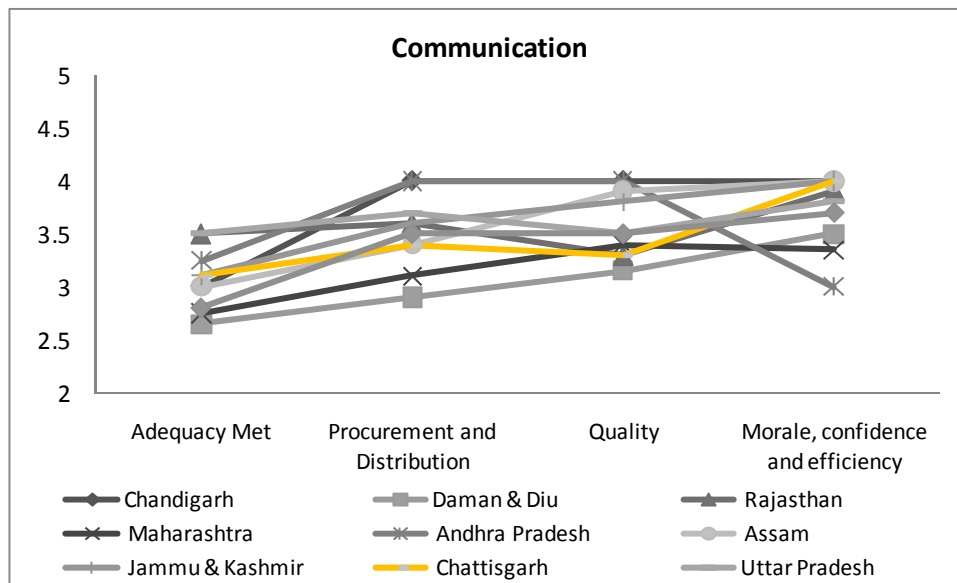 Communication
5
4.5
4
3.5
3
2.5
2
Adequacy Met
Procurement and
Distribution
Quality
Morale, confidence
and efficiency
Chandigarh
Daman & Diu
Rajasthan
Maharashtra
Andhra Pradesh
Assam
Jammu & Kashmir
Chattisgarh
Uttar Pradesh